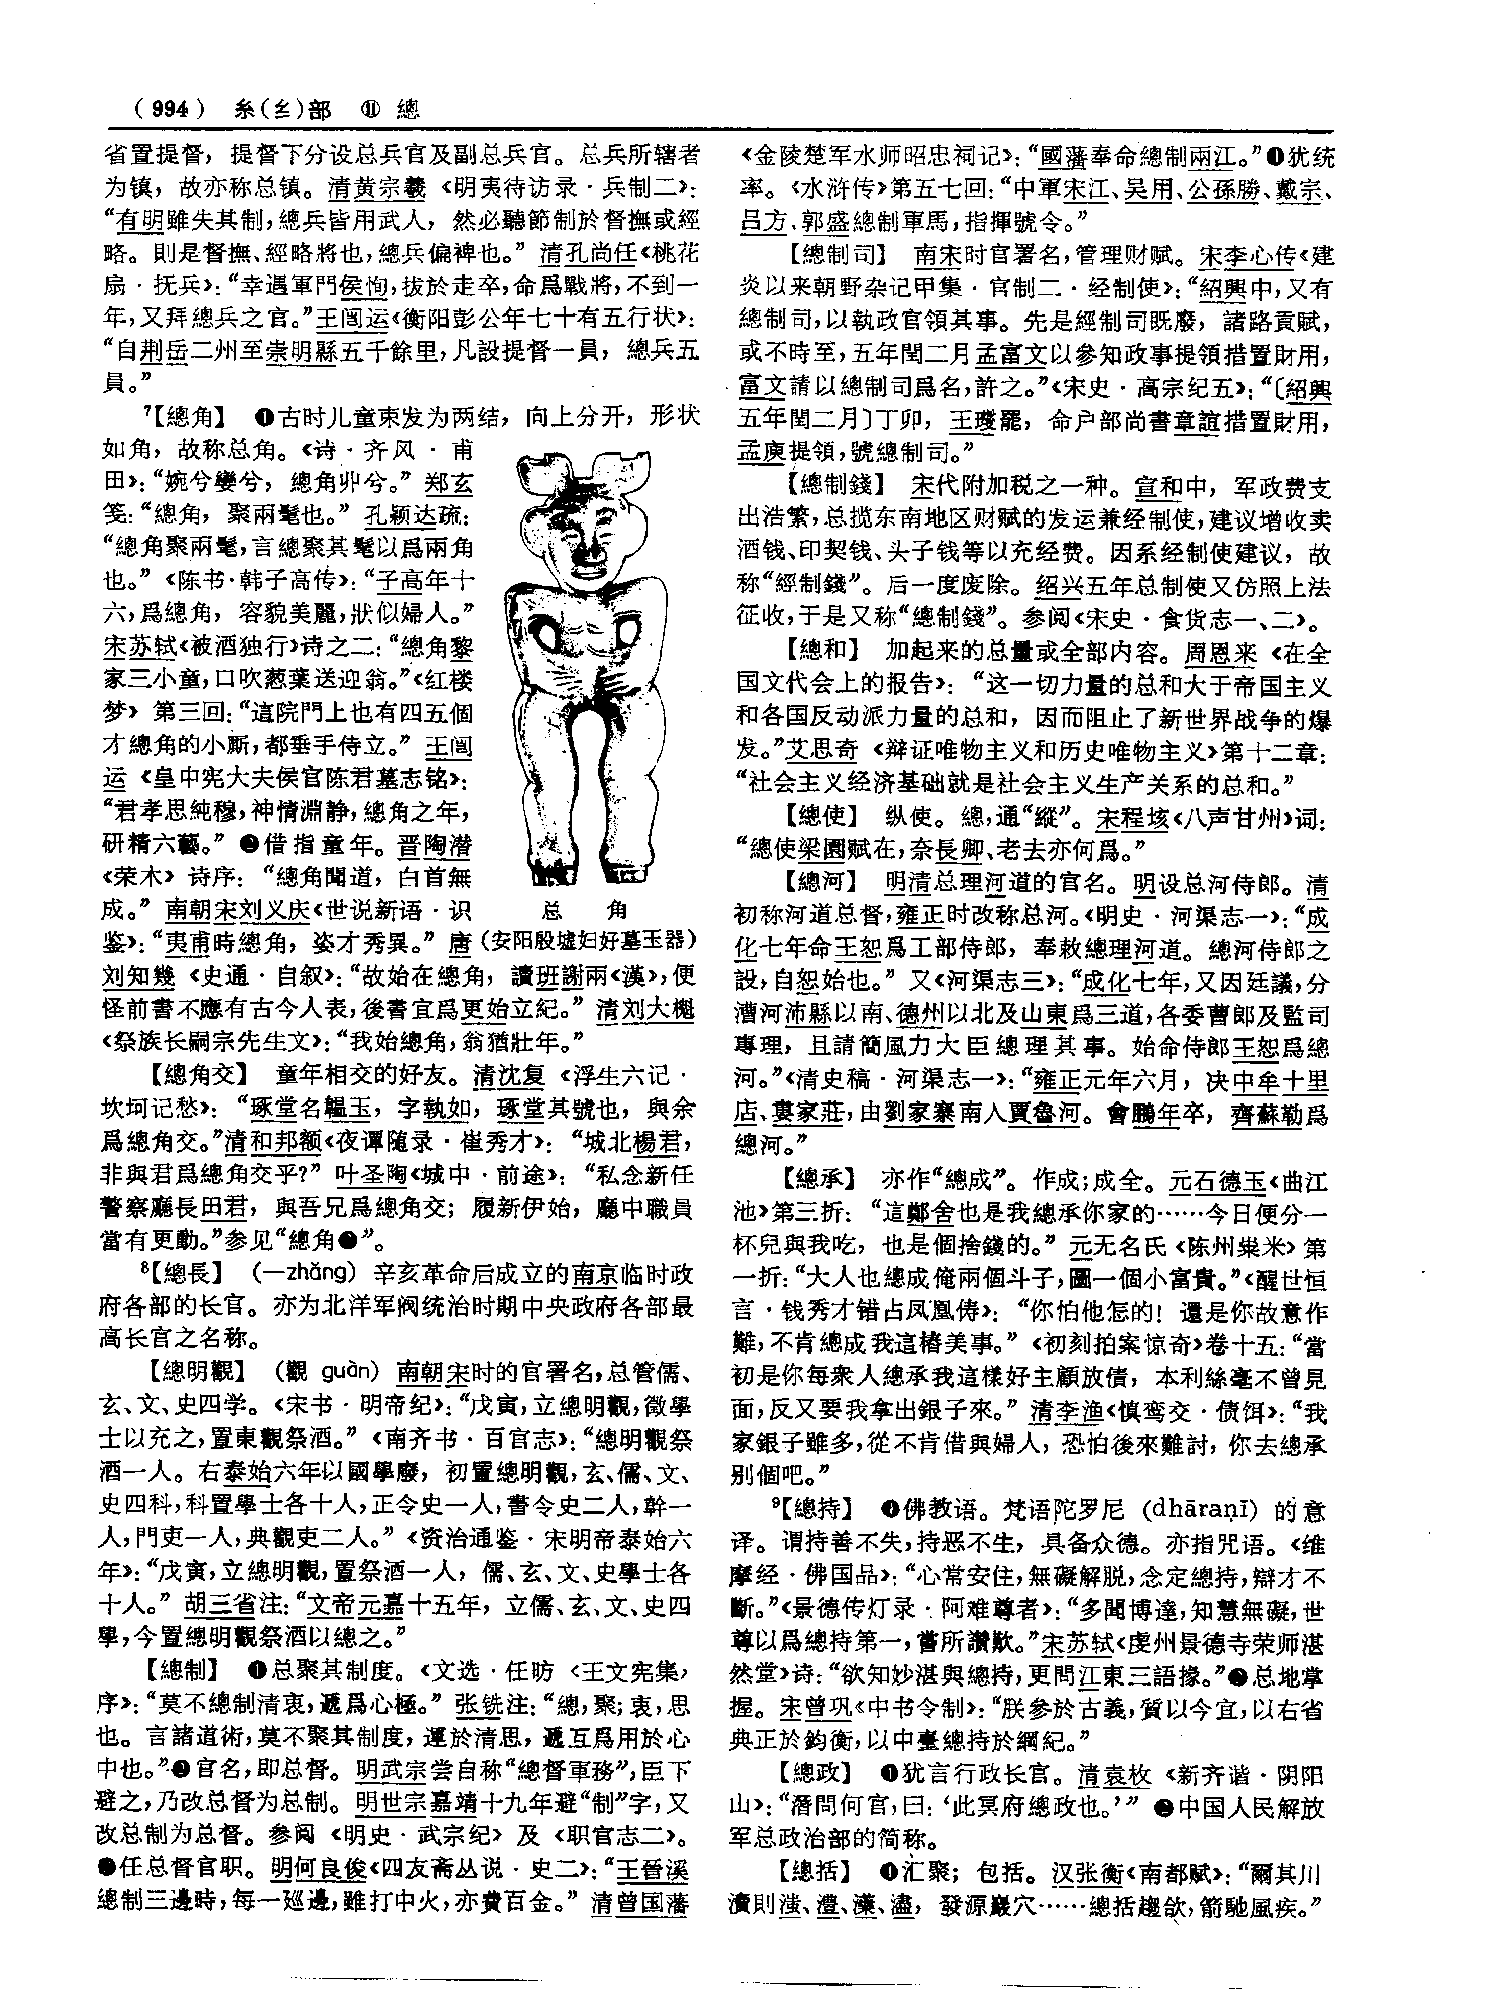 (994) 糸(糹)部 ⑪ 總
省置提督，提督下分设总兵官及副总兵官。总兵所辖者
为镇，故亦称总镇。清黄宗羲《明夷待访录·兵制二》：
“有明雖失其制，總兵皆用武人，然必聽節制於督撫或經
略。則是督撫、經略將也，總兵偏裨也。”清孔尚任《桃花
扇·抚兵》：“幸遇軍門侯恂，拔於走卒，命爲戰將，不到一
年，又拜總兵之官。”王闿运《衡阳彭公年七十有五行状》：
“自荆岳二州至崇明縣五千餘里，凡設提督一員，總兵五
員。”
⁷【總角】 ❶古时儿童束发为两结，向上分开，形状
如角，故称总角。《诗·齐风·甫
田》：“婉兮孌兮，總角丱兮。”郑玄
笺：“總角，聚兩髦也。”孔颖达疏：
“總角聚兩髦，言總聚其髦以爲兩角
也。”《陈书·韩子高传》：“子高年十
六，爲總角，容貌美麗，狀似婦人。”
宋苏轼《被酒独行》诗之二：“總角黎
家三小童，口吹葱葉送迎翁。”《红楼
梦》第三回：“這院門上也有四五個
才總角的小厮，都垂手侍立。”王闿
运《皇中宪大夫侯官陈君墓志铭》：
“君孝思純穆，神情淵静，總角之年，
研精六藝。”❷借指童年。晋陶潜
《荣木》诗序：“總角聞道，白首無
成。”南朝宋刘义庆《世说新语·识
鉴》：“夷甫時總角，姿才秀異。”唐
总 角
(安阳殷墟妇好墓玉器)
刘知幾《史通·自叙》：“故始在總角，讀班謝兩《漢》，便
怪前書不應有古今人表，後書宜爲更始立紀。”清刘大櫆
《祭族长嗣宗先生文》：“我始總角，翁猶壯年。”
【總角交】 童年相交的好友。清沈复《浮生六记·
坎坷记愁》：“琢堂名韞玉，字執如，琢堂其號也，與余
爲總角交。”清和邦额《夜谭随录·崔秀才》：“城北楊君，
非與君爲總角交乎？”叶圣陶《城中·前途》：“私念新任
警察廳長田君，與吾兄爲總角交；履新伊始，廳中職員
當有更動。”参见“總角❷”。
⁸【總長】 (—zhǎng) 辛亥革命后成立的南京临时政
府各部的长官。亦为北洋军阀统治时期中央政府各部最
高长官之名称。
【總明觀】 (觀 guàn) 南朝宋时的官署名，总管儒、
玄、文、史四学。《宋书·明帝纪》：“戊寅，立總明觀，徵學
士以充之，置東觀祭酒。”《南齐书·百官志》：“總明觀祭
酒一人。右泰始六年以國學廢，初置總明觀，玄、儒、文、
史四科，科置學士各十人，正令史一人，書令史二人，幹一
人，門吏一人，典觀吏二人。”《资治通鉴·宋明帝泰始六
年》：“戊寅，立總明觀，置祭酒一人，儒、玄、文、史學士各
十人。”胡三省注：“文帝元嘉十五年，立儒、玄、文、史四
學，今置總明觀祭酒以總之。”
【總制】 ❶总聚其制度。《文选·任昉〈王文宪集〉
序》：“莫不總制清衷，遞爲心極。”张铣注：“總，聚；衷，思
也。言諸道術，莫不聚其制度，運於清思，遞互爲用於心
中也。”❷官名，即总督。明武宗尝自称“總督軍務”，臣下
避之，乃改总督为总制。明世宗嘉靖十九年避“制”字，又
改总制为总督。参阅《明史·武宗纪》及《职官志二》。
❸任总督官职。明何良俊《四友斋丛说·史二》：“王晉溪
總制三邊時，每一廵邊，雖打中火，亦費百金。”清曾国藩
《金陵楚军水师昭忠祠记》：“國藩奉命總制兩江。”❹犹统
率。《水浒传》第五七回：“中軍宋江、吴用、公孫勝、戴宗、
吕方、郭盛總制軍馬，指揮號令。”
【總制司】 南宋时官署名，管理财赋。宋李心传《建
炎以来朝野杂记甲集·官制二·经制使》：“紹興中，又有
總制司，以執政官領其事。先是經制司既廢，諸路貢賦，
或不時至，五年閏二月孟富文以參知政事提領措置財用，
富文請以總制司爲名，許之。”《宋史·高宗纪五》：“〔紹興
五年閏二月〕丁卯，王𤫉罷，命户部尚書章誼措置財用，
孟庾提領，號總制司。”
【總制錢】 宋代附加税之一种。宣和中，军政费支
出浩繁，总揽东南地区财赋的发运兼经制使，建议增收卖
酒钱、印契钱、头子钱等以充经费。因系经制使建议，故
称“經制錢”。后一度废除。绍兴五年总制使又仿照上法
征收，于是又称“總制錢”。参阅《宋史·食货志一、二》。
【總和】 加起来的总量或全部内容。周恩来《在全
国文代会上的报告》：“这一切力量的总和大于帝国主义
和各国反动派力量的总和，因而阻止了新世界战争的爆
发。”艾思奇《辩证唯物主义和历史唯物主义》第十二章：
“社会主义经济基础就是社会主义生产关系的总和。”
【總使】 纵使。總，通“縱”。宋程垓《八声甘州》词：
“總使梁園賦在，奈長卿、老去亦何爲。”
【總河】 明清总理河道的官名。明设总河侍郎。清
初称河道总督，雍正时改称总河。《明史·河渠志一》：“成
化七年命王恕爲工部侍郎，奉敕總理河道。總河侍郎之
設，自恕始也。”又《河渠志三》：“成化七年，又因廷議，分
漕河沛縣以南、德州以北及山東爲三道，各委曹郎及監司
專理，且請簡風力大臣總理其事。始命侍郎王恕爲總
河。”《清史稿·河渠志一》：“雍正元年六月，决中牟十里
店、婁家莊，由劉家寨南入賈魯河。會鵬年卒，齊蘇勒爲
總河。”
【總承】 亦作“總成”。作成；成全。元石德玉《曲江
池》第三折：“這鄭舍也是我總承你家的……今日便分一
杯兒與我吃，也是個捨錢的。”元无名氏《陈州粜米》第
一折：“大人也總成俺兩個斗子，圖一個小富貴。”《醒世恒
言·钱秀才错占凤凰俦》：“你怕他怎的！還是你故意作
難，不肯總成我這樁美事。”《初刻拍案惊奇》卷十五：“當
初是你每衆人總承我這樣好主顧放債，本利絲毫不曾見
面，反又要我拿出銀子來。”清李渔《慎鸾交·债饵》：“我
家銀子雖多，從不肯借與婦人，恐怕後來難討，你去總承
别個吧。”
⁹【總持】 ❶佛教语。梵语陀罗尼 (dhāraṇī) 的意
译。谓持善不失，持恶不生，具备众德。亦指咒语。《维
摩经·佛国品》：“心常安住，無礙解脱，念定總持，辯才不
斷。”《景德传灯录·阿难尊者》：“多聞博達，知慧無礙，世
尊以爲總持第一，嘗所讚歎。”宋苏轼《虔州景德寺荣师湛
然堂》诗：“欲知妙湛與總持，更問江東三語掾。”❷总地掌
握。宋曾巩《中书令制》：“朕参於古義，質以今宜，以右省
典正於鈞衡，以中臺總持於綱紀。”
【總政】 ❶犹言行政长官。清袁枚《新齐谐·阴阳
山》：“潛問何官，曰：‘此冥府總政也。’”❷中国人民解放
军总政治部的简称。
【總括】 ❶汇聚；包括。汉张衡《南都赋》：“爾其川
瀆則滍、澧、藻、濜，發源巖穴……總括趨欱，箭馳風疾。”